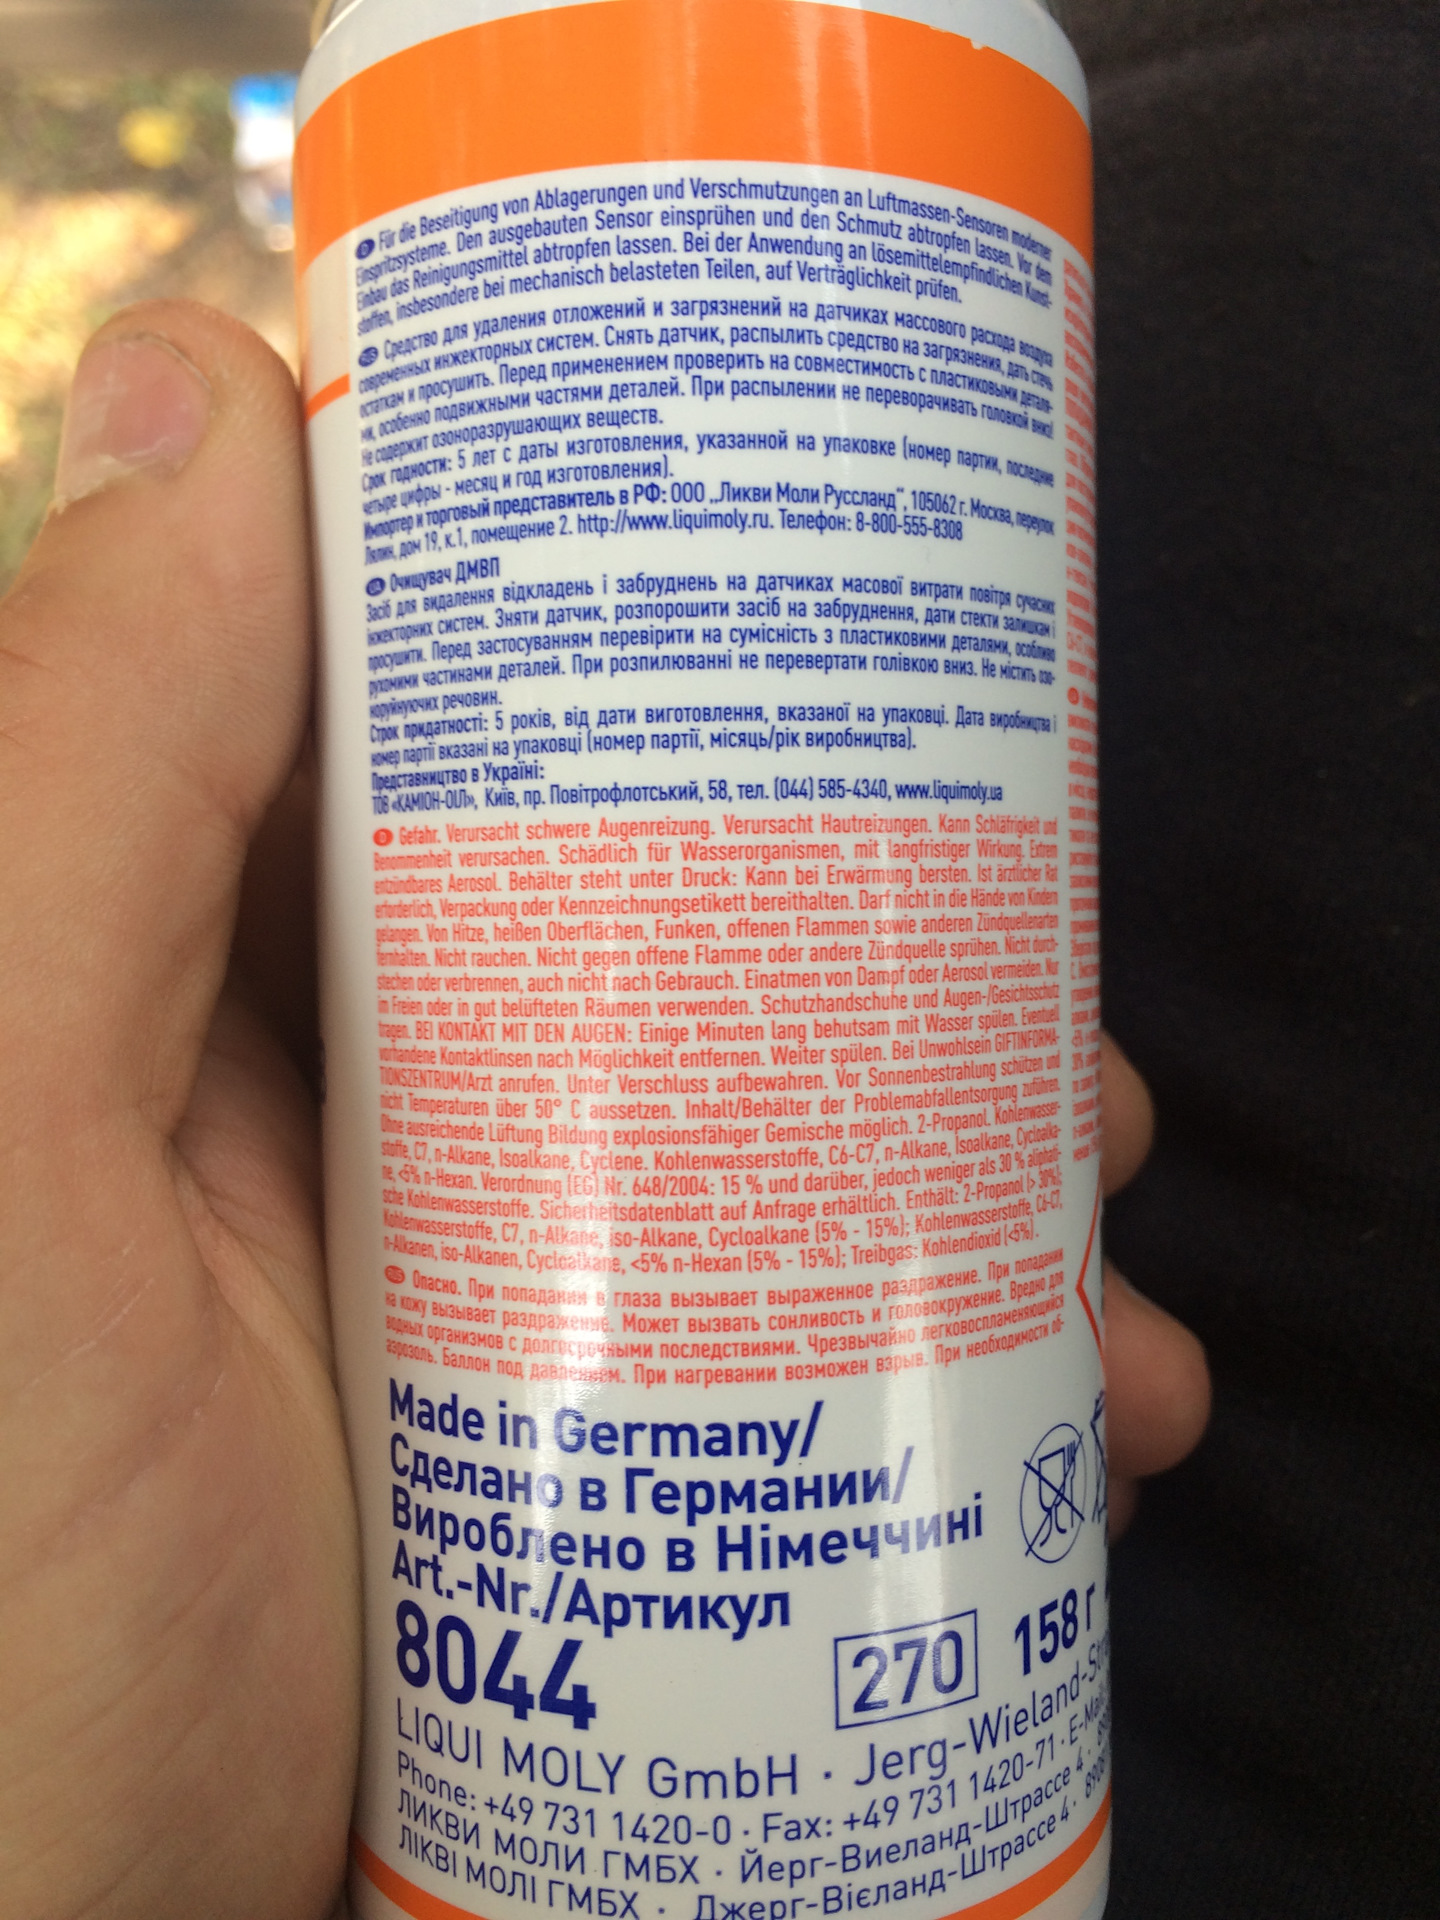 D Für die Beseitigung von Ablagerungen und Verschmutzungen an Luftmassen-Sensoren moderner
Einspritzsysteme. Den ausgebauten Sensor einsprühen und den Schmutz abtropfen lassen. Vor dem
Einbau das Reinigungsmittel abtropfen lassen. Bei der Anwendung an lösemittelempfindlichen Kunst-
stoffen, insbesondere bei mechanisch belasteten Teilen, auf Verträglichkeit prüfen.
RUS Средство для удаления отложений и загрязнений на датчиках массового расхода воздуха
современных инжекторных систем. Снять датчик, распылить средство на загрязнения, дать стечь
остаткам и просушить. Перед применением проверить на совместимость с пластиковыми деталя-
ми, особенно подвижными частями деталей. При распылении не переворачивать головкой вниз!
Не содержит озоноразрушающих веществ.
Срок годности: 5 лет с даты изготовления, указанной на упаковке (номер партии, последние
четыре цифры - месяц и год изготовления).
Импортер и торговый представитель в РФ: ООО „Ликви Моли Руссланд", 105062 г. Москва, переулок
Лялин, дом 19, к.1, помещение 2. http://www.liquimoly.ru. Телефон: 8-800-555-8308
UA Очищувач ДМВП
Засіб для видалення відкладень і забруднень на датчиках масової витрати повітря сучасних
інжекторних систем. Зняти датчик, розпорошити засіб на забруднення, дати стекти залишкам і
просушити. Перед застосуванням перевірити на сумісність з пластиковими деталями, особливо
рухомими частинами деталей. При розпилюванні не перевертати голівкою вниз. Не містить озо-
норуйнуючих речовин.
Строк придатності: 5 років, від дати виготовлення, вказаної на упаковці. Дата виробництва і
номер партії вказані на упаковці (номер партії, місяць/рік виробництва).
Представництво в Україні:
ТОВ «КАМІОН-ОІЛ», Київ, пр. Повітрофлотський, 58, тел. (044) 585-4340, www.liquimoly.ua
D Gefahr. Verursacht schwere Augenreizung. Verursacht Hautreizungen. Kann Schläfrigkeit und
Benommenheit verursachen. Schädlich für Wasserorganismen, mit langfristiger Wirkung. Extrem
entzündbares Aerosol. Behälter steht unter Druck: Kann bei Erwärmung bersten. Ist ärztlicher Rat
erforderlich, Verpackung oder Kennzeichnungsetikett bereithalten. Darf nicht in die Hände von Kindern
gelangen. Von Hitze, heißen Oberflächen, Funken, offenen Flammen sowie anderen Zündquellenarten
fernhalten. Nicht rauchen. Nicht gegen offene Flamme oder andere Zündquelle sprühen. Nicht durch-
stechen oder verbrennen, auch nicht nach Gebrauch. Einatmen von Dampf oder Aerosol vermeiden. Nur
im Freien oder in gut belüfteten Räumen verwenden. Schutzhandschuhe und Augen-/Gesichtsschutz
tragen. BEI KONTAKT MIT DEN AUGEN: Einige Minuten lang behutsam mit Wasser spülen. Eventuell
vorhandene Kontaktlinsen nach Möglichkeit entfernen. Weiter spülen. Bei Unwohlsein GIFTINFORMA-
TIONSZENTRUM/Arzt anrufen. Unter Verschluss aufbewahren. Vor Sonnenbestrahlung schützen und
nicht Temperaturen über 50° C aussetzen. Inhalt/Behälter der Problemabfallentsorgung zuführen.
Ohne ausreichende Lüftung Bildung explosionsfähiger Gemische möglich. 2-Propanol. Kohlenwasser-
stoffe, C7, n-Alkane, Isoalkane, Cyclene. Kohlenwasserstoffe, C6-C7, n-Alkane, Isoalkane, Cycloalka-
ne, <5% n-Hexan. Verordnung (EG) Nr. 648/2004: 15 % und darüber, jedoch weniger als 30 % aliphati-
sche Kohlenwasserstoffe. Sicherheitsdatenblatt auf Anfrage erhältlich. Enthält: 2-Propanol (> 30%);
Kohlenwasserstoffe, C7, n-Alkane, iso-Alkane, Cycloalkane (5% - 15%); Kohlenwasserstoffe, C6-C7,
n-Alkanen, iso-Alkanen, Cycloalkane, <5% n-Hexan (5% - 15%); Treibgas: Kohlendioxid (<5%).
RUS Опасно. При попадании в глаза вызывает выраженное раздражение. При попадании
на кожу вызывает раздражение. Может вызвать сонливость и головокружение. Вредно для
водных организмов с долгосрочными последствиями. Чрезвычайно легковоспламеняющийся
аэрозоль. Баллон под давлением. При нагревании возможен взрыв. При необходимости об-
Made in Germany/
Сделано в Германии/
Вироблено в Німеччині
Art.-Nr./Артикул
8044
270
158 г
LIQUI MOLY GmbH · Jerg-Wieland-
Phone: +49 731 1420-0 · Fax: +49 731 1420-71 ·
ЛИКВИ МОЛИ ГМБХ · Йерг-Виеланд-Штрассе 4 ·
ЛІКВІ МОЛІ ГМБХ · Джерг-Вієланд-Штрассе 4 ·